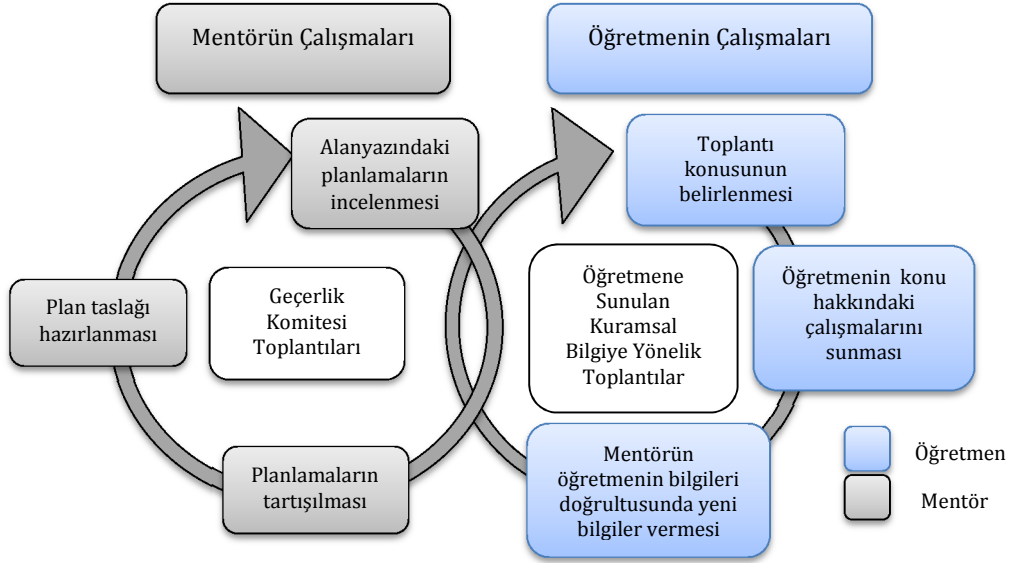 Mentörün Çalışmaları
Öğretmenin Çalışmaları
Alanyazındaki
planlamaların
incelenmesi
Plan taslağı
hazırlanması
Geçerlik
Komitesi
Toplantıları
Planlamaların
tartışılması
Toplantı
konusunun
belirlenmesi
Öğretmene
Sunulan
Kuramsal
Bilgiye Yönelik
Toplantılar
Öğretmenin konu
hakkındaki
çalışmalarını
sunması
Mentörün
öğretmenin bilgileri
doğrultusunda yeni
bilgiler vermesi
Öğretmen
Mentör